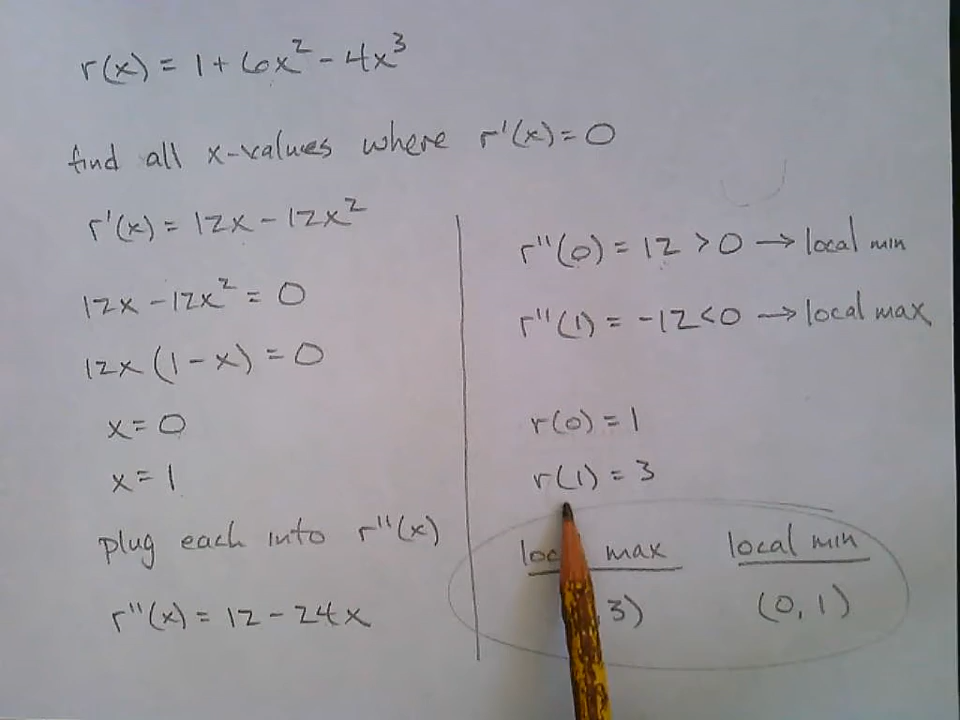 r(x) = 1 + 6x² - 4x³
find all x-values where r'(x) = 0
r'(x) = 12x - 12x²
12x - 12x² = 0
12x (1 - x) = 0
x = 0
x = 1
plug each into r''(x)
r''(x) = 12 - 24x
r''(0) = 12 > 0 → local min
r''(1) = -12 < 0 → local max
r(0) = 1
r(1) = 3
max local min
3) (0, 1)